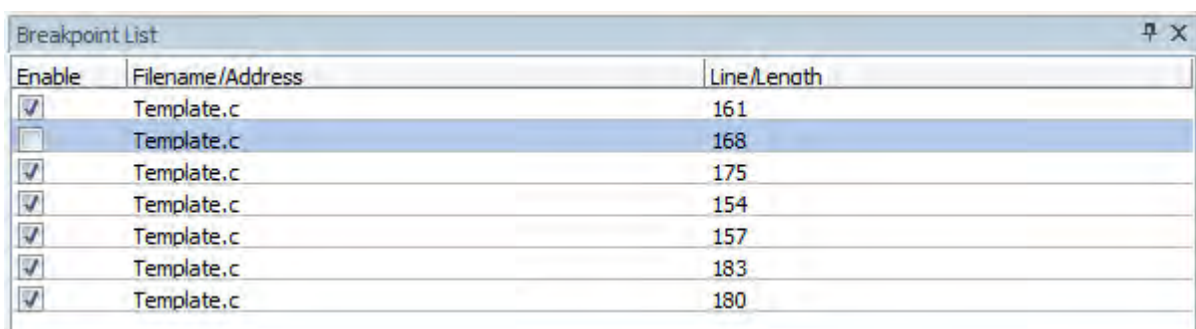 Breakpoint List
Enable Filename/Address Line/Length
Template.c 161
Template.c 168
Template.c 175
Template.c 154
Template.c 157
Template.c 183
Template.c 180